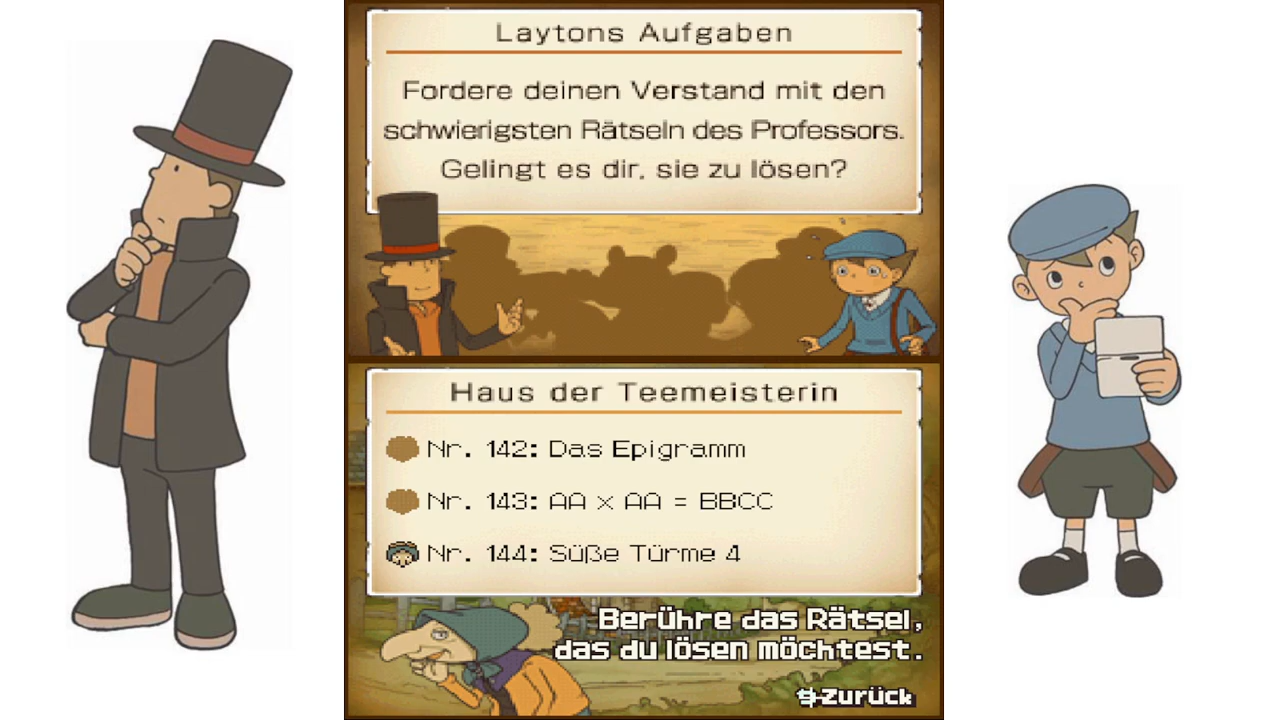 Laytons Aufgaben
Fordere deinen Verstand mit den
schwierigsten Rätseln des Professors.
Gelingt es dir, sie zu lösen?
Haus der Teemeisterin
Nr. 142: Das Epigramm
Nr. 143: AA x AA = BBCC
Nr. 144: Süße Türme 4
Berühre das Rätsel,
das du lösen möchtest.
Zurück